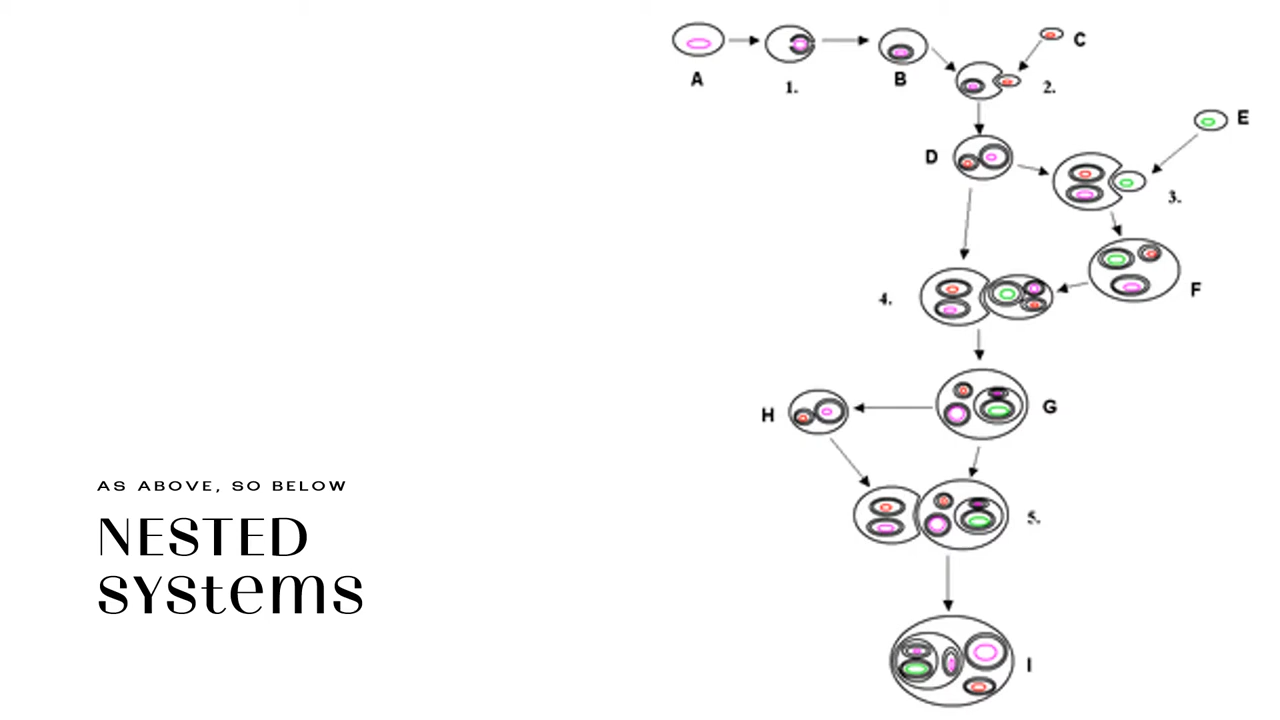 A
1.
B
C
2.
E
D
3.
F
4.
G
H
5.
I
AS ABOVE, SO BELOW
NESTED
systems